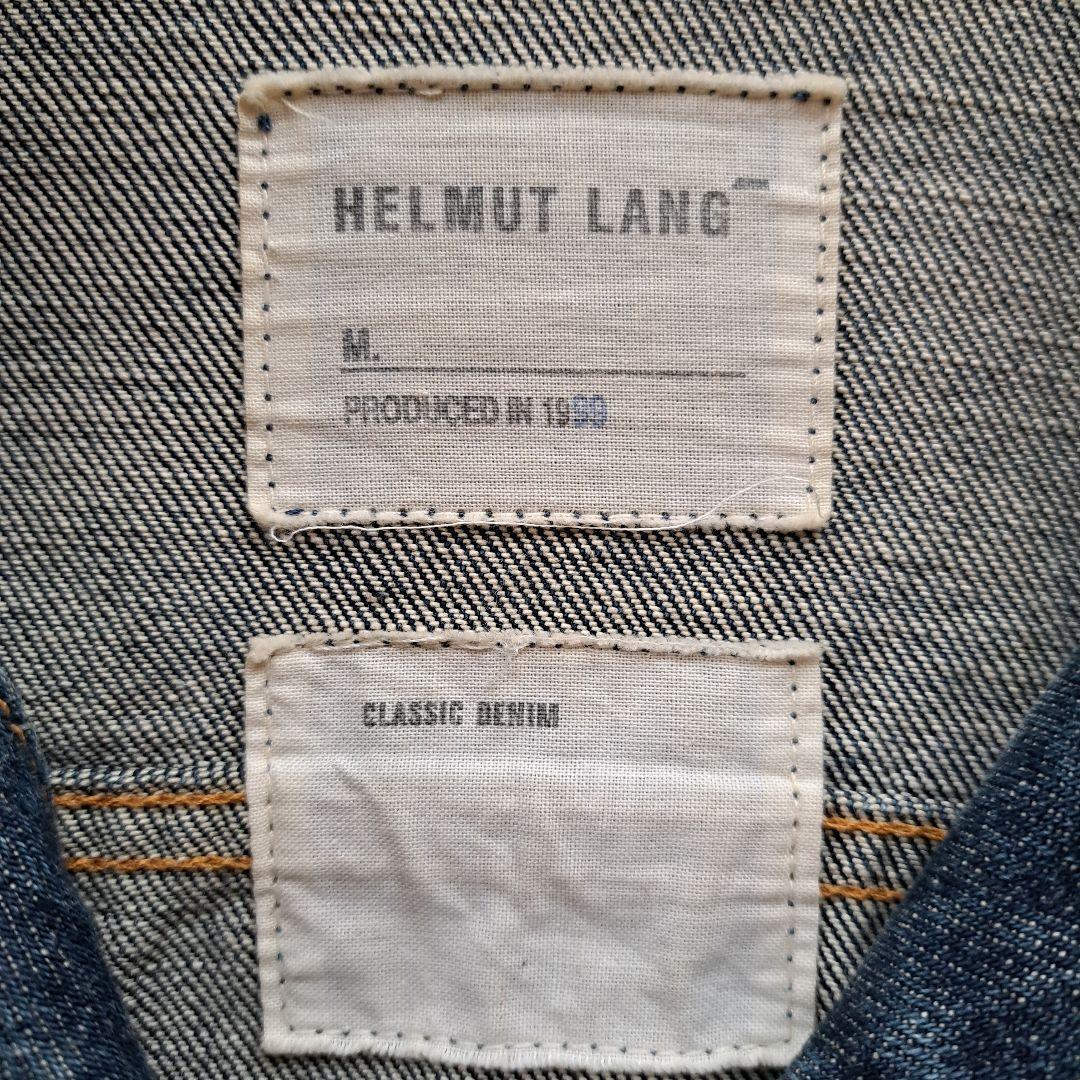 HELMUT LANG
M.
PRODUCED IN 1999
CLASSIC DENIM